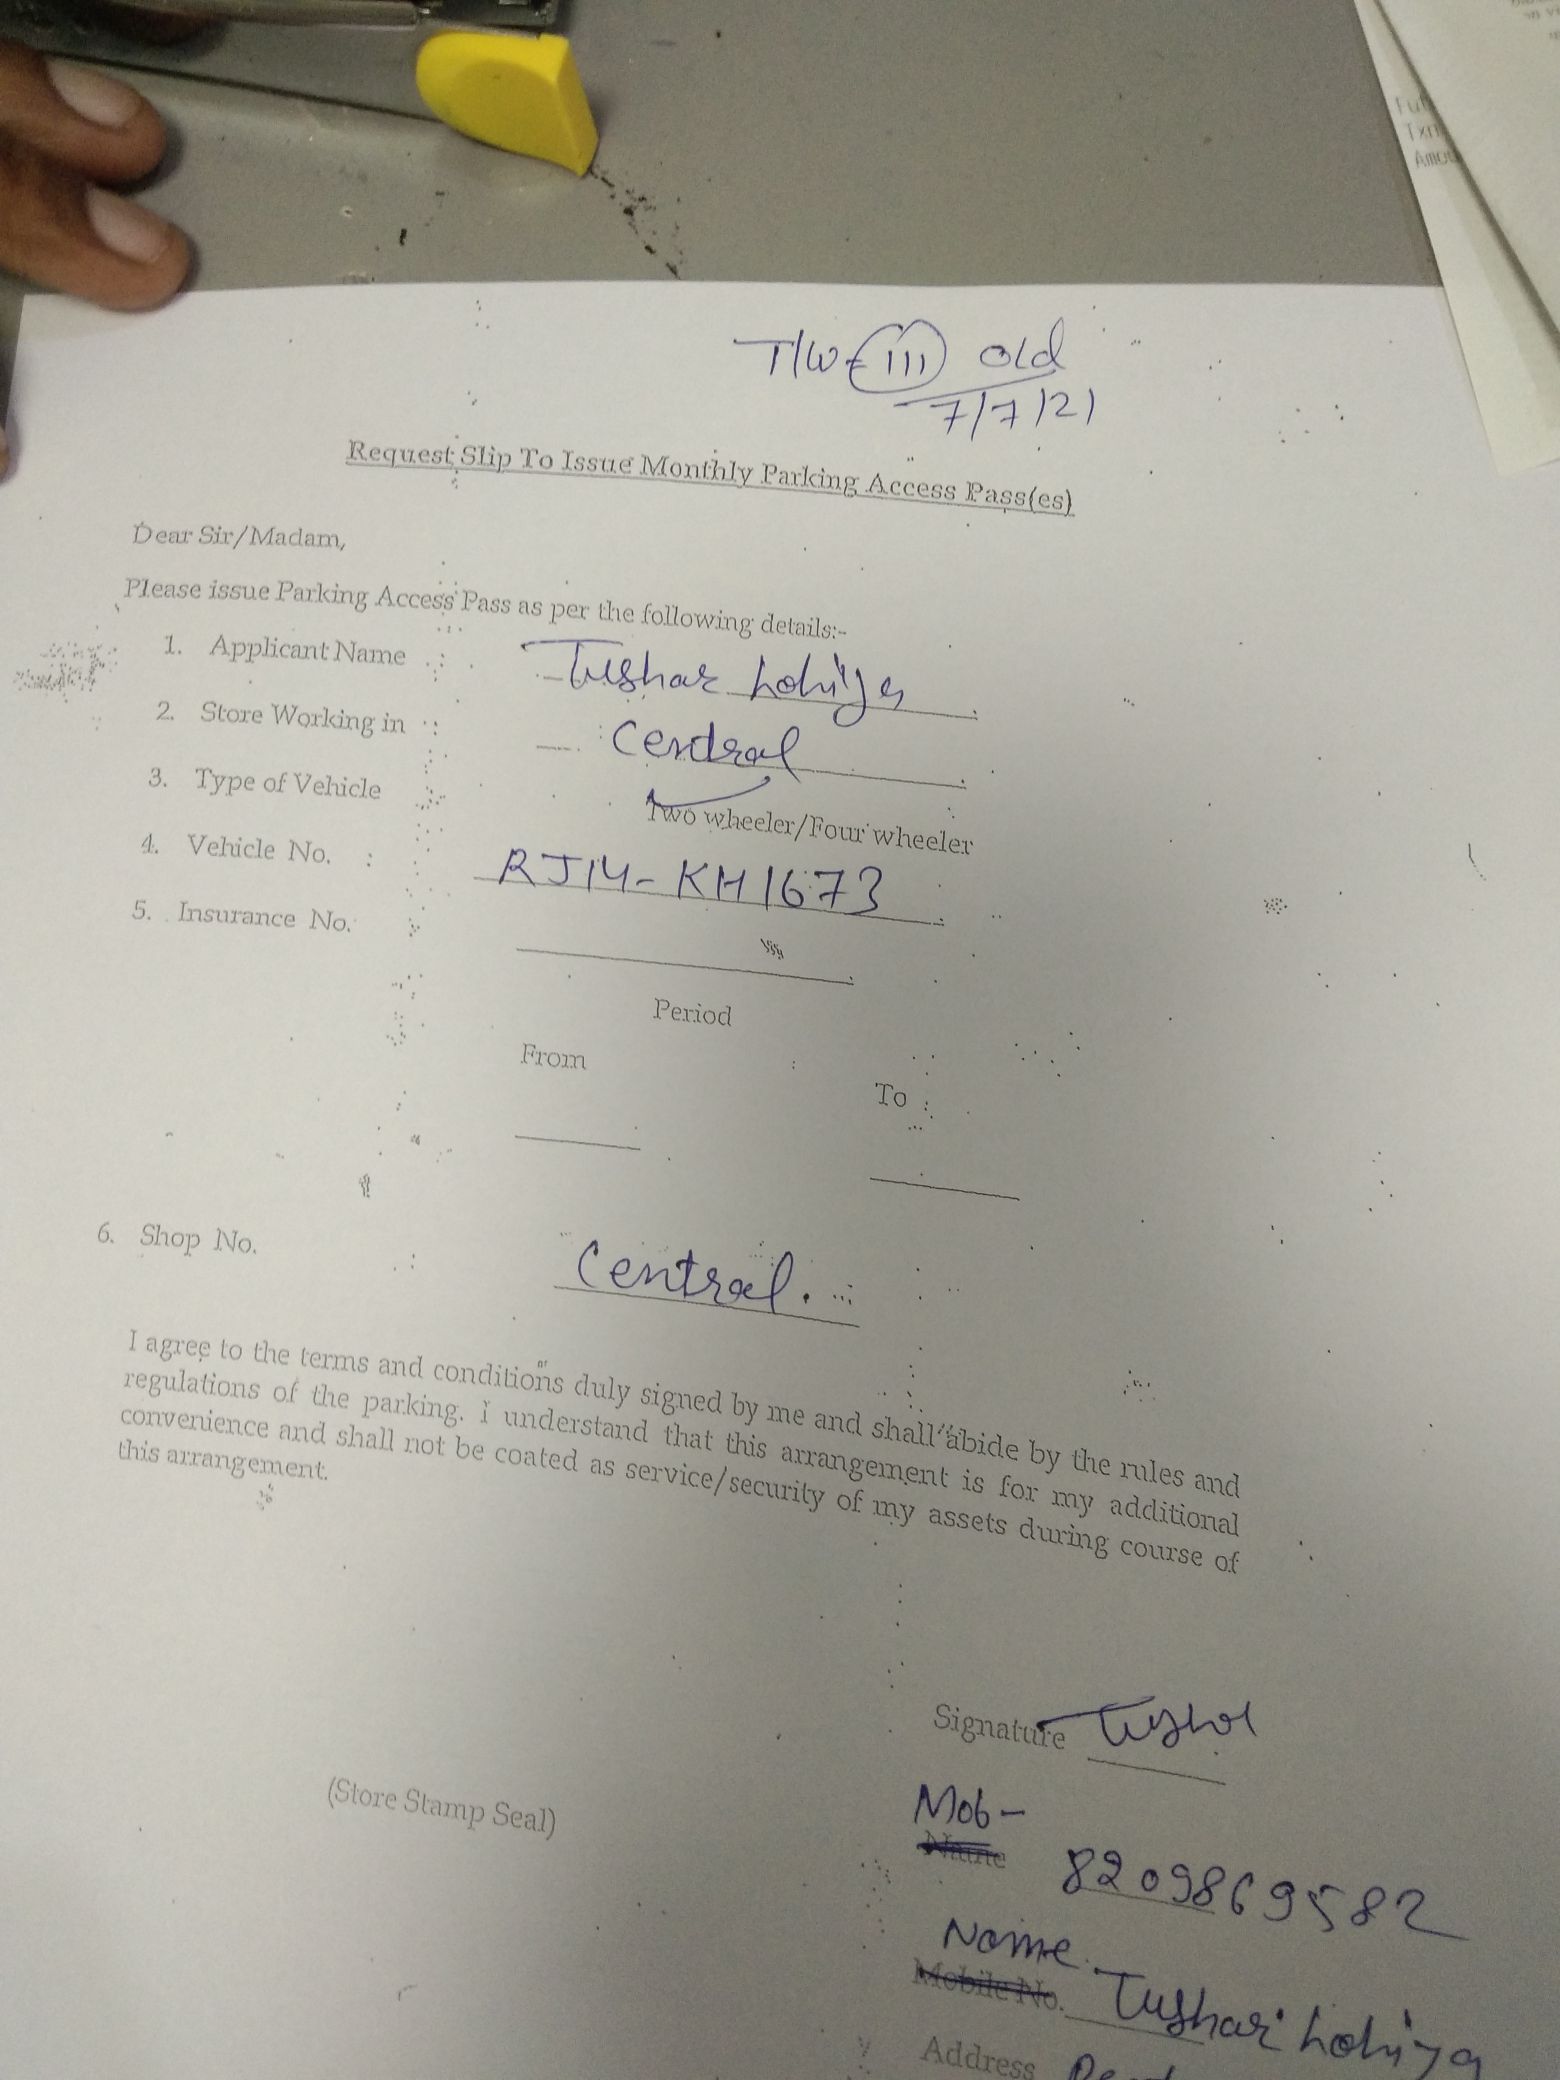 T/W - 111 old
7/7/21
Request Slip To Issue Monthly Parking Access Pass(es)
Dear Sir/Madam,
Please issue Parking Access Pass as per the following details:-
1. Applicant Name : Tushar Lohiya
2. Store Working in : Central
3. Type of Vehicle : Two wheeler/Four wheeler
4. Vehicle No. : RJ14-KH1673
5. Insurance No. :
Period
From
To
6. Shop No. : Central.
I agree to the terms and conditions duly signed by me and shall abide by the rules and
regulations of the parking. I understand that this arrangement is for my additional
convenience and shall not be coated as service/security of my assets during course of
this arrangement.
Signature Tushar
(Store Stamp Seal)
Mob-
Name 8209869582
Name
Mobile No. Tushar Lohiya
Address
Txn